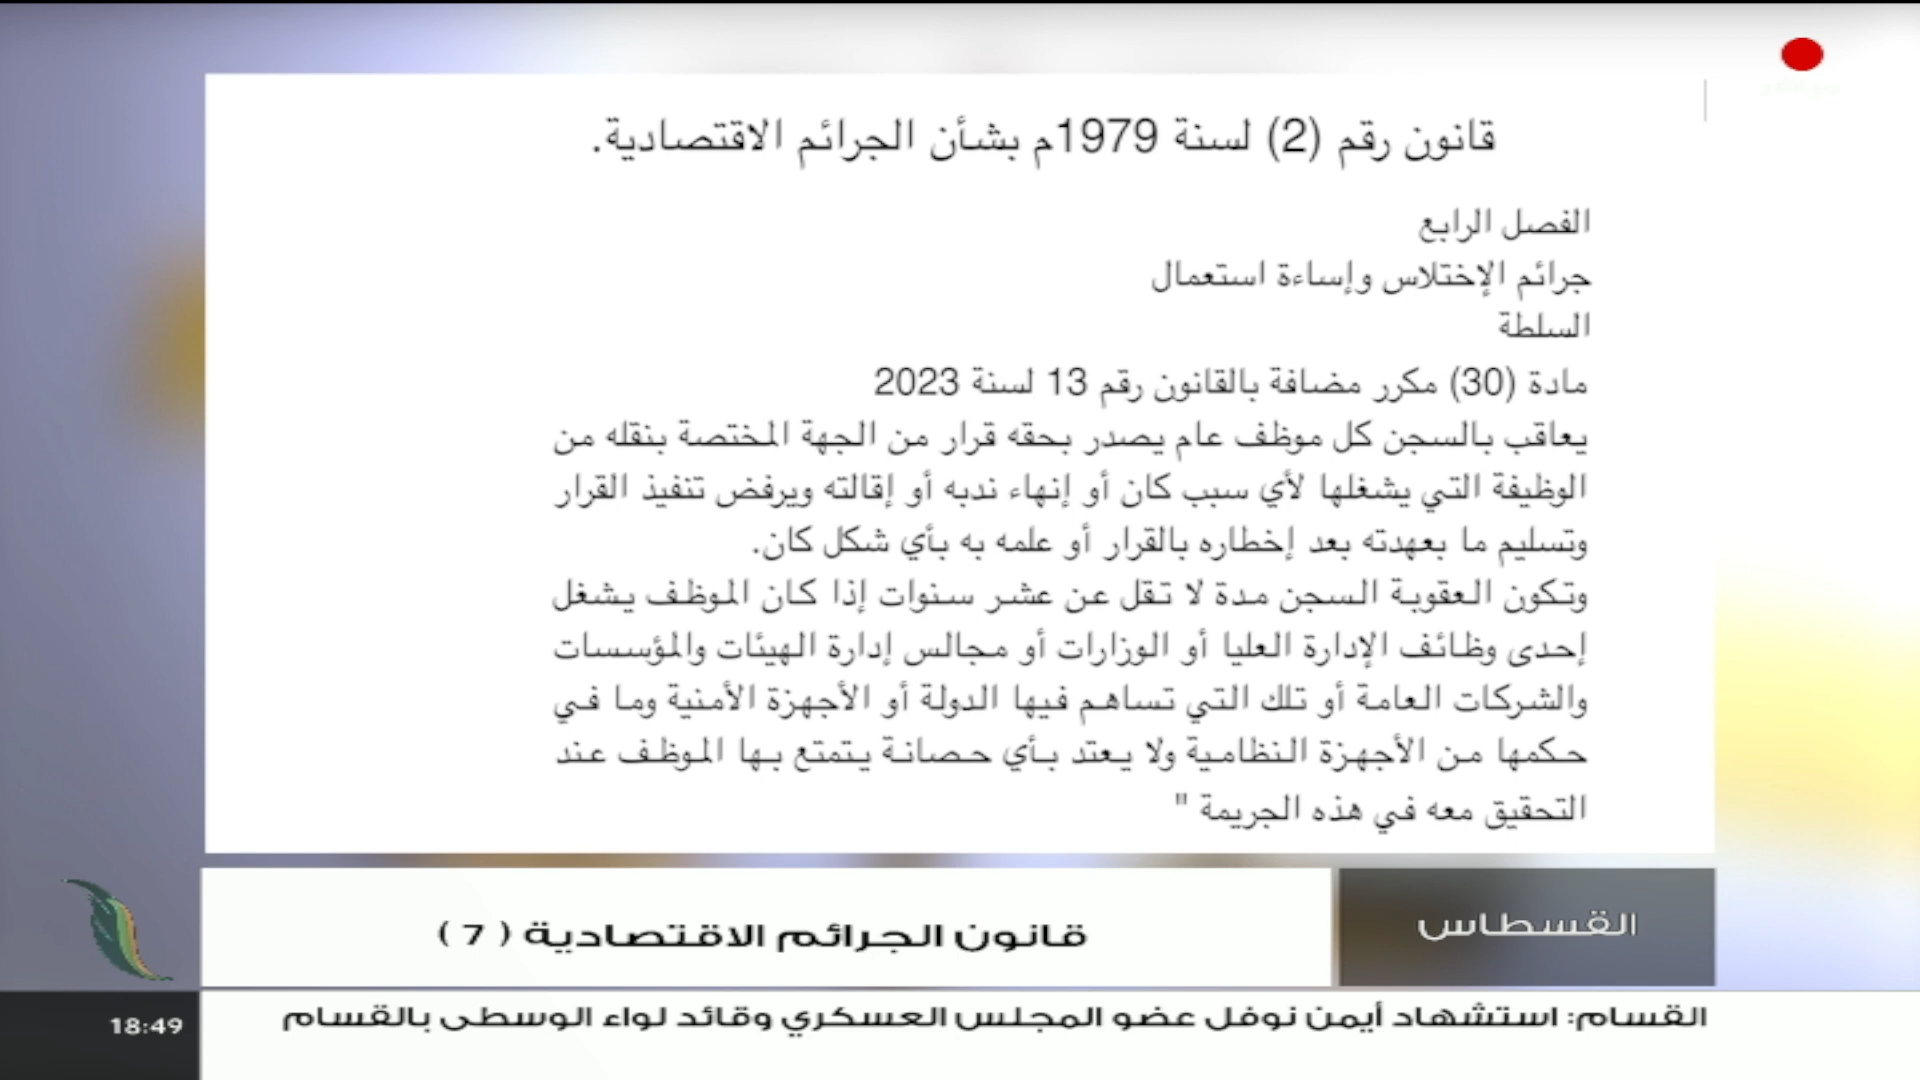 قانون رقم (2) لسنة 1979م بشأن الجرائم الاقتصادية.
الفصل الرابع
جرائم الإختلاس وإساءة استعمال
السلطة
مادة (30) مكرر مضافة بالقانون رقم 13 لسنة 2023
يعاقب بالسجن كل موظف عام يصدر بحقه قرار من الجهة المختصة بنقله من
الوظيفة التي يشغلها لأي سبب كان أو إنهاء ندبه أو إقالته ويرفض تنفيذ القرار
وتسليم ما بعهدته بعد إخطاره بالقرار أو علمه به بأي شكل كان.
وتكون العقوبة السجن مدة لا تقل عن عشر سنوات إذا كان الموظف يشغل
إحدى وظائف الإدارة العليا أو الوزارات أو مجالس إدارة الهيئات والمؤسسات
والشركات العامة أو تلك التي تساهم فيها الدولة أو الأجهزة الأمنية وما في
حكمها من الأجهزة النظامية ولا يعتد بأي حصانة يتمتع بها الموظف عند
التحقيق معه في هذه الجريمة "
القسطاس
قانون الجرائم الاقتصادية ( 7 )
القسام: استشهاد أيمن نوفل عضو المجلس العسكري وقائد لواء الوسطى بالقسام
18:49